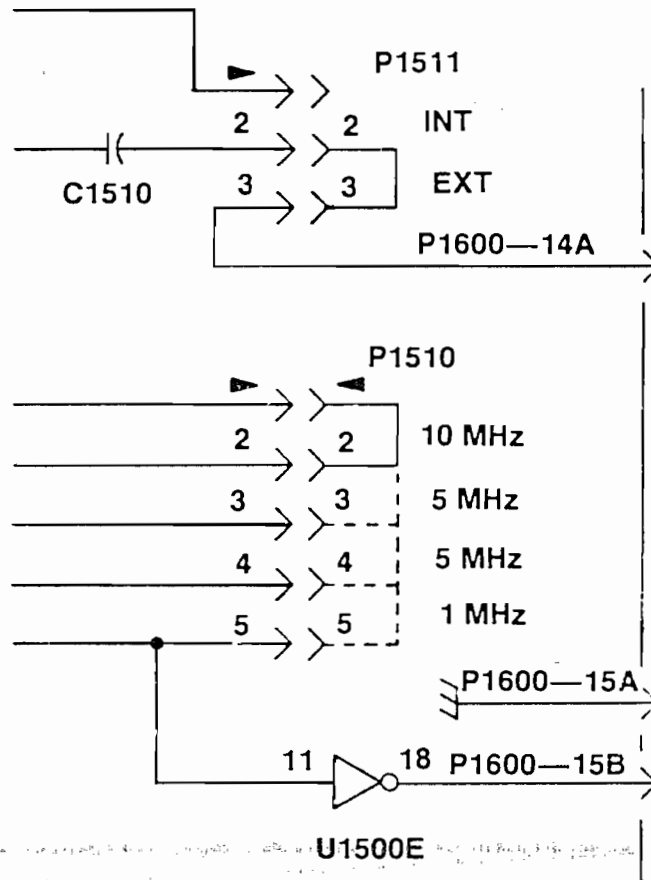 P1511
2 2 INT
C1510
3 3 EXT
P1600—14A
P1510
2 2 10 MHz
3 3 5 MHz
4 4 5 MHz
5 5 1 MHz
P1600—15A
11 18 P1600—15B
U1500E